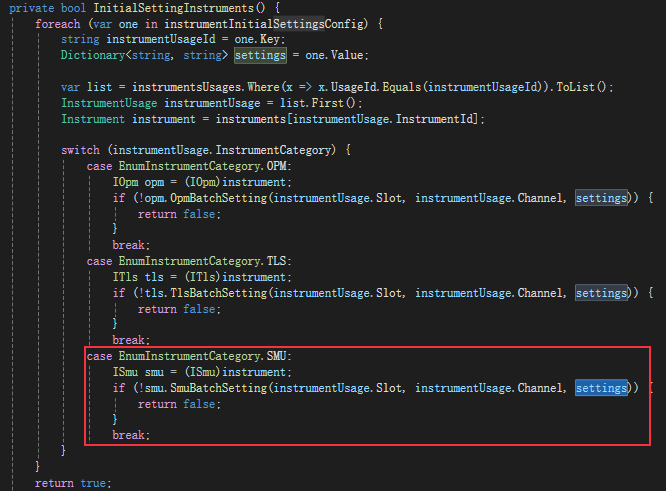 private bool InitialSettingInstruments() {
foreach (var one in instrumentInitialSettingsConfig) {
string instrumentUsageId = one.Key;
Dictionary<string, string> settings = one.Value;
var list = instrumentsUsages.Where(x => x.UsageId.Equals(instrumentUsageId)).ToList();
InstrumentUsage instrumentUsage = list.First();
Instrument instrument = instruments[instrumentUsage.InstrumentId];
switch (instrumentUsage.InstrumentCategory) {
case EnumInstrumentCategory.OPM:
IOpm opm = (IOpm)instrument;
if (!opm.OpmBatchSetting(instrumentUsage.Slot, instrumentUsage.Channel, settings)) {
return false;
}
break;
case EnumInstrumentCategory.TLS:
ITls tls = (ITls)instrument;
if (!tls.TlsBatchSetting(instrumentUsage.Slot, instrumentUsage.Channel, settings)) {
return false;
}
break;
case EnumInstrumentCategory.SMU:
ISmu smu = (ISmu)instrument;
if (!smu.SmuBatchSetting(instrumentUsage.Slot, instrumentUsage.Channel, settings)) {
return false;
}
break;
}
}
return true;